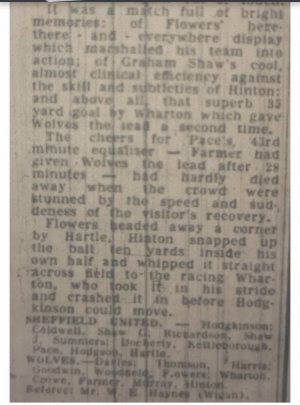 It was a match full of bright
memories: of Flowers' here-
there - and - everywhere display
which marshalled his team into
action; of Graham Shaw's cool,
almost clinical efficiency against
the skill and subtleties of Hinton:
and above all, that superb 35
yard goal by Wharton which gave
Wolves the lead a second time.
The cheers for Pace's, 43rd
minute equaliser — Farmer had
given Wolves the lead after 28
minutes — had hardly died
away when the crowd were
stunned by the speed and sud-
deness of the visitor's recovery.
Flowers headed away a corner
by Hartle, Hinton snapped up
the ball ten yards inside his
own half and whipped it straight
across field to the racing Whar-
ton, who took it in his stride
and crashed it in before Hodg-
kinson could move.
SHEFFIELD UNITED. — Hodgkinson;
Coldwell, Shaw G. Richardson, Shaw
J. Summers; Docherty, Kettleborough,
Pace, Hodgson, Hartle.
WOLVES.—Davies; Thomson, Harris;
Goodwin, Woodfield, Flowers; Wharton,
Crowe, Farmer, Murray, Hinton.
Referee: Mr. W. E. Haynes (Wigan).